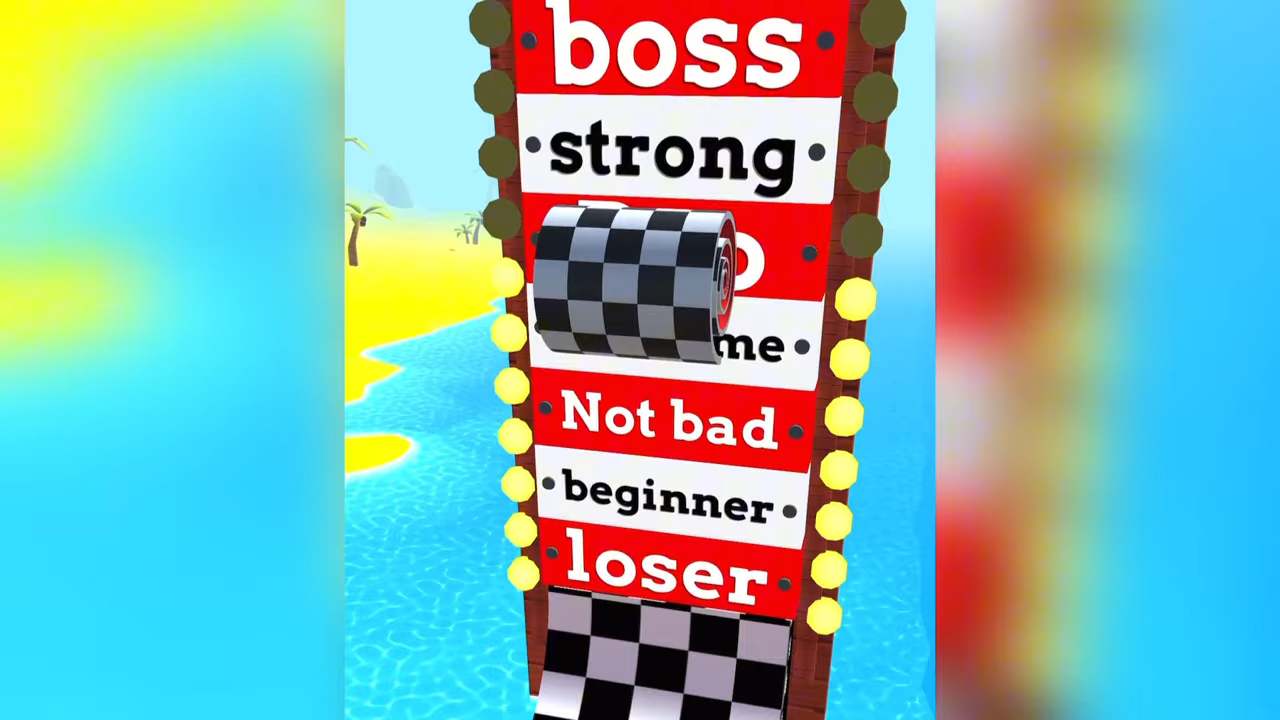 boss
strong
Not bad
beginner
loser